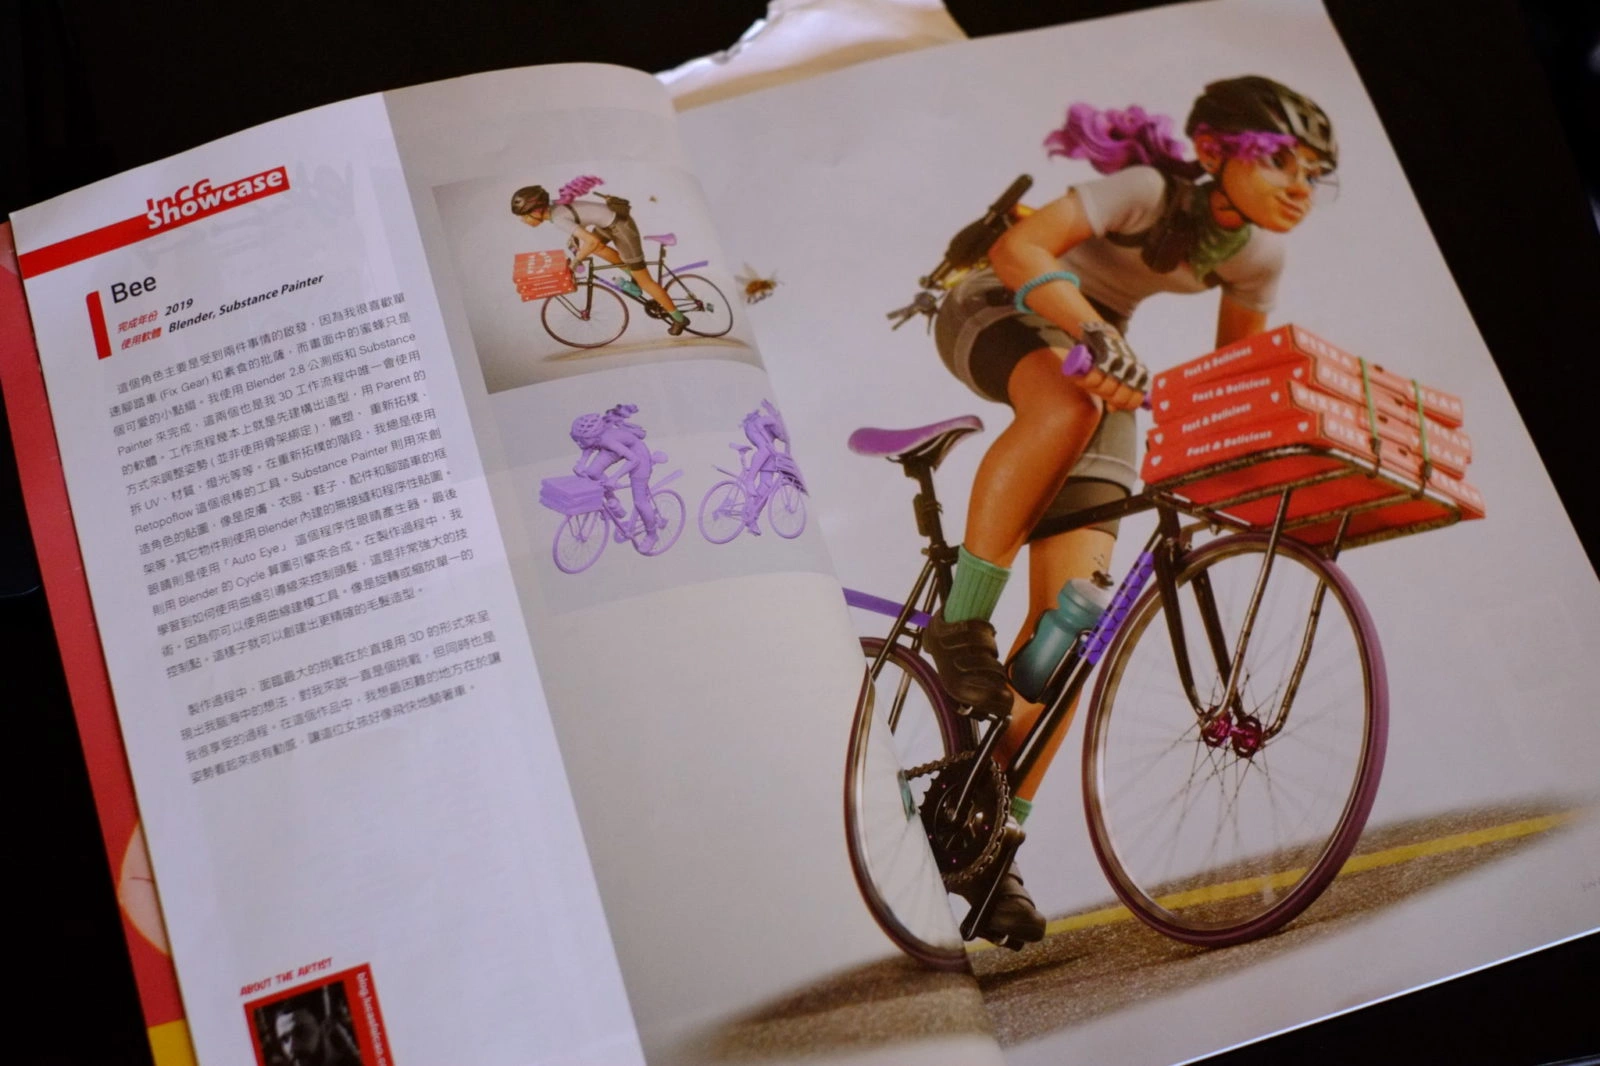 InCG
Showcase
Bee
完成年份 2019
使用軟體 Blender, Substance Painter
這個角色主要是受到兩件事情的啟發，因為我很喜歡單
速腳踏車 (Fix Gear) 和素食的批薩，而畫面中的蜜蜂只是
個可愛的小點綴。我使用 Blender 2.8 公測版和 Substance
Painter 來完成，這兩個也是我 3D 工作流程中唯一會使用
的軟體。工作流程幾本上就是先建構出造型，用 Parent 的
方式來調整姿勢 ( 並非使用骨架綁定 )，雕塑、重新拓樸、
拆 UV、材質、燈光等等。在重新拓樸的階段，我總是使用
Retopoflow 這個很棒的工具。Substance Painter 則用來創
造角色的貼圖，像是皮膚、衣服、鞋子、配件和腳踏車的框
架等。其它物件則使用 Blender 內建的無接縫和程序性貼圖。
眼睛則是使用「Auto Eye」 這個程序性眼睛產生器。最後
則用 Blender 的 Cycle 算圖引擎來合成。在製作過程中，我
學習到如何使用曲線引導線來控制頭髮，這是非常強大的技
術。因為你可以使用曲線建模工具。像是旋轉或縮放單一的
控制點。這樣子就可以創建出更精確的毛髮造型。
製作過程中，面臨最大的挑戰在於直接用 3D 的形式來呈
現出我腦海中的想法，對我來說一直是個挑戰，但同時也是
我很享受的過程。在這個作品中，我想最困難的地方在於讓
姿勢看起來很有動感，讓這位女孩好像飛快地騎著車。
ABOUT THE ARTIST
Fast & Delicious
Fast & Delicious
Fast & Delicious
Fast & Delicious
PIZZA VEGAN